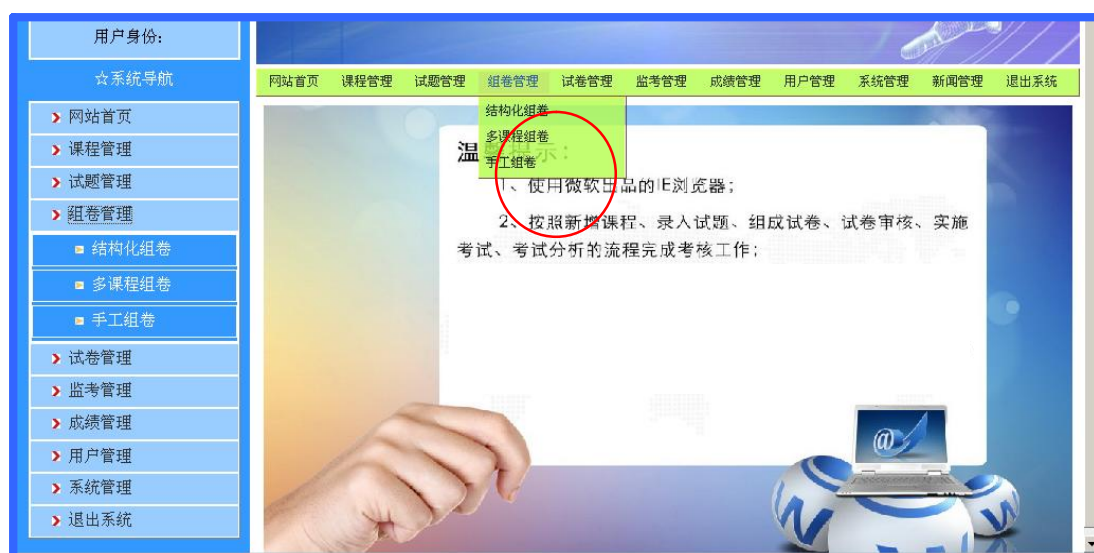 用户身份:
☆系统导航
网站首页
课程管理
试题管理
组卷管理
结构化组卷
多课程组卷
手工组卷
试卷管理
监考管理
成绩管理
用户管理
系统管理
退出系统
网站首页 课程管理 试题管理 组卷管理 试卷管理 监考管理 成绩管理 用户管理 系统管理 新闻管理 退出系统
结构化组卷
多课程组卷
手工组卷
温馨提示:
1、使用微软出品的IE浏览器;
2、按照新增课程、录入试题、组成试卷、试卷审核、实施
考试、考试分析的流程完成考核工作;
@
W
W